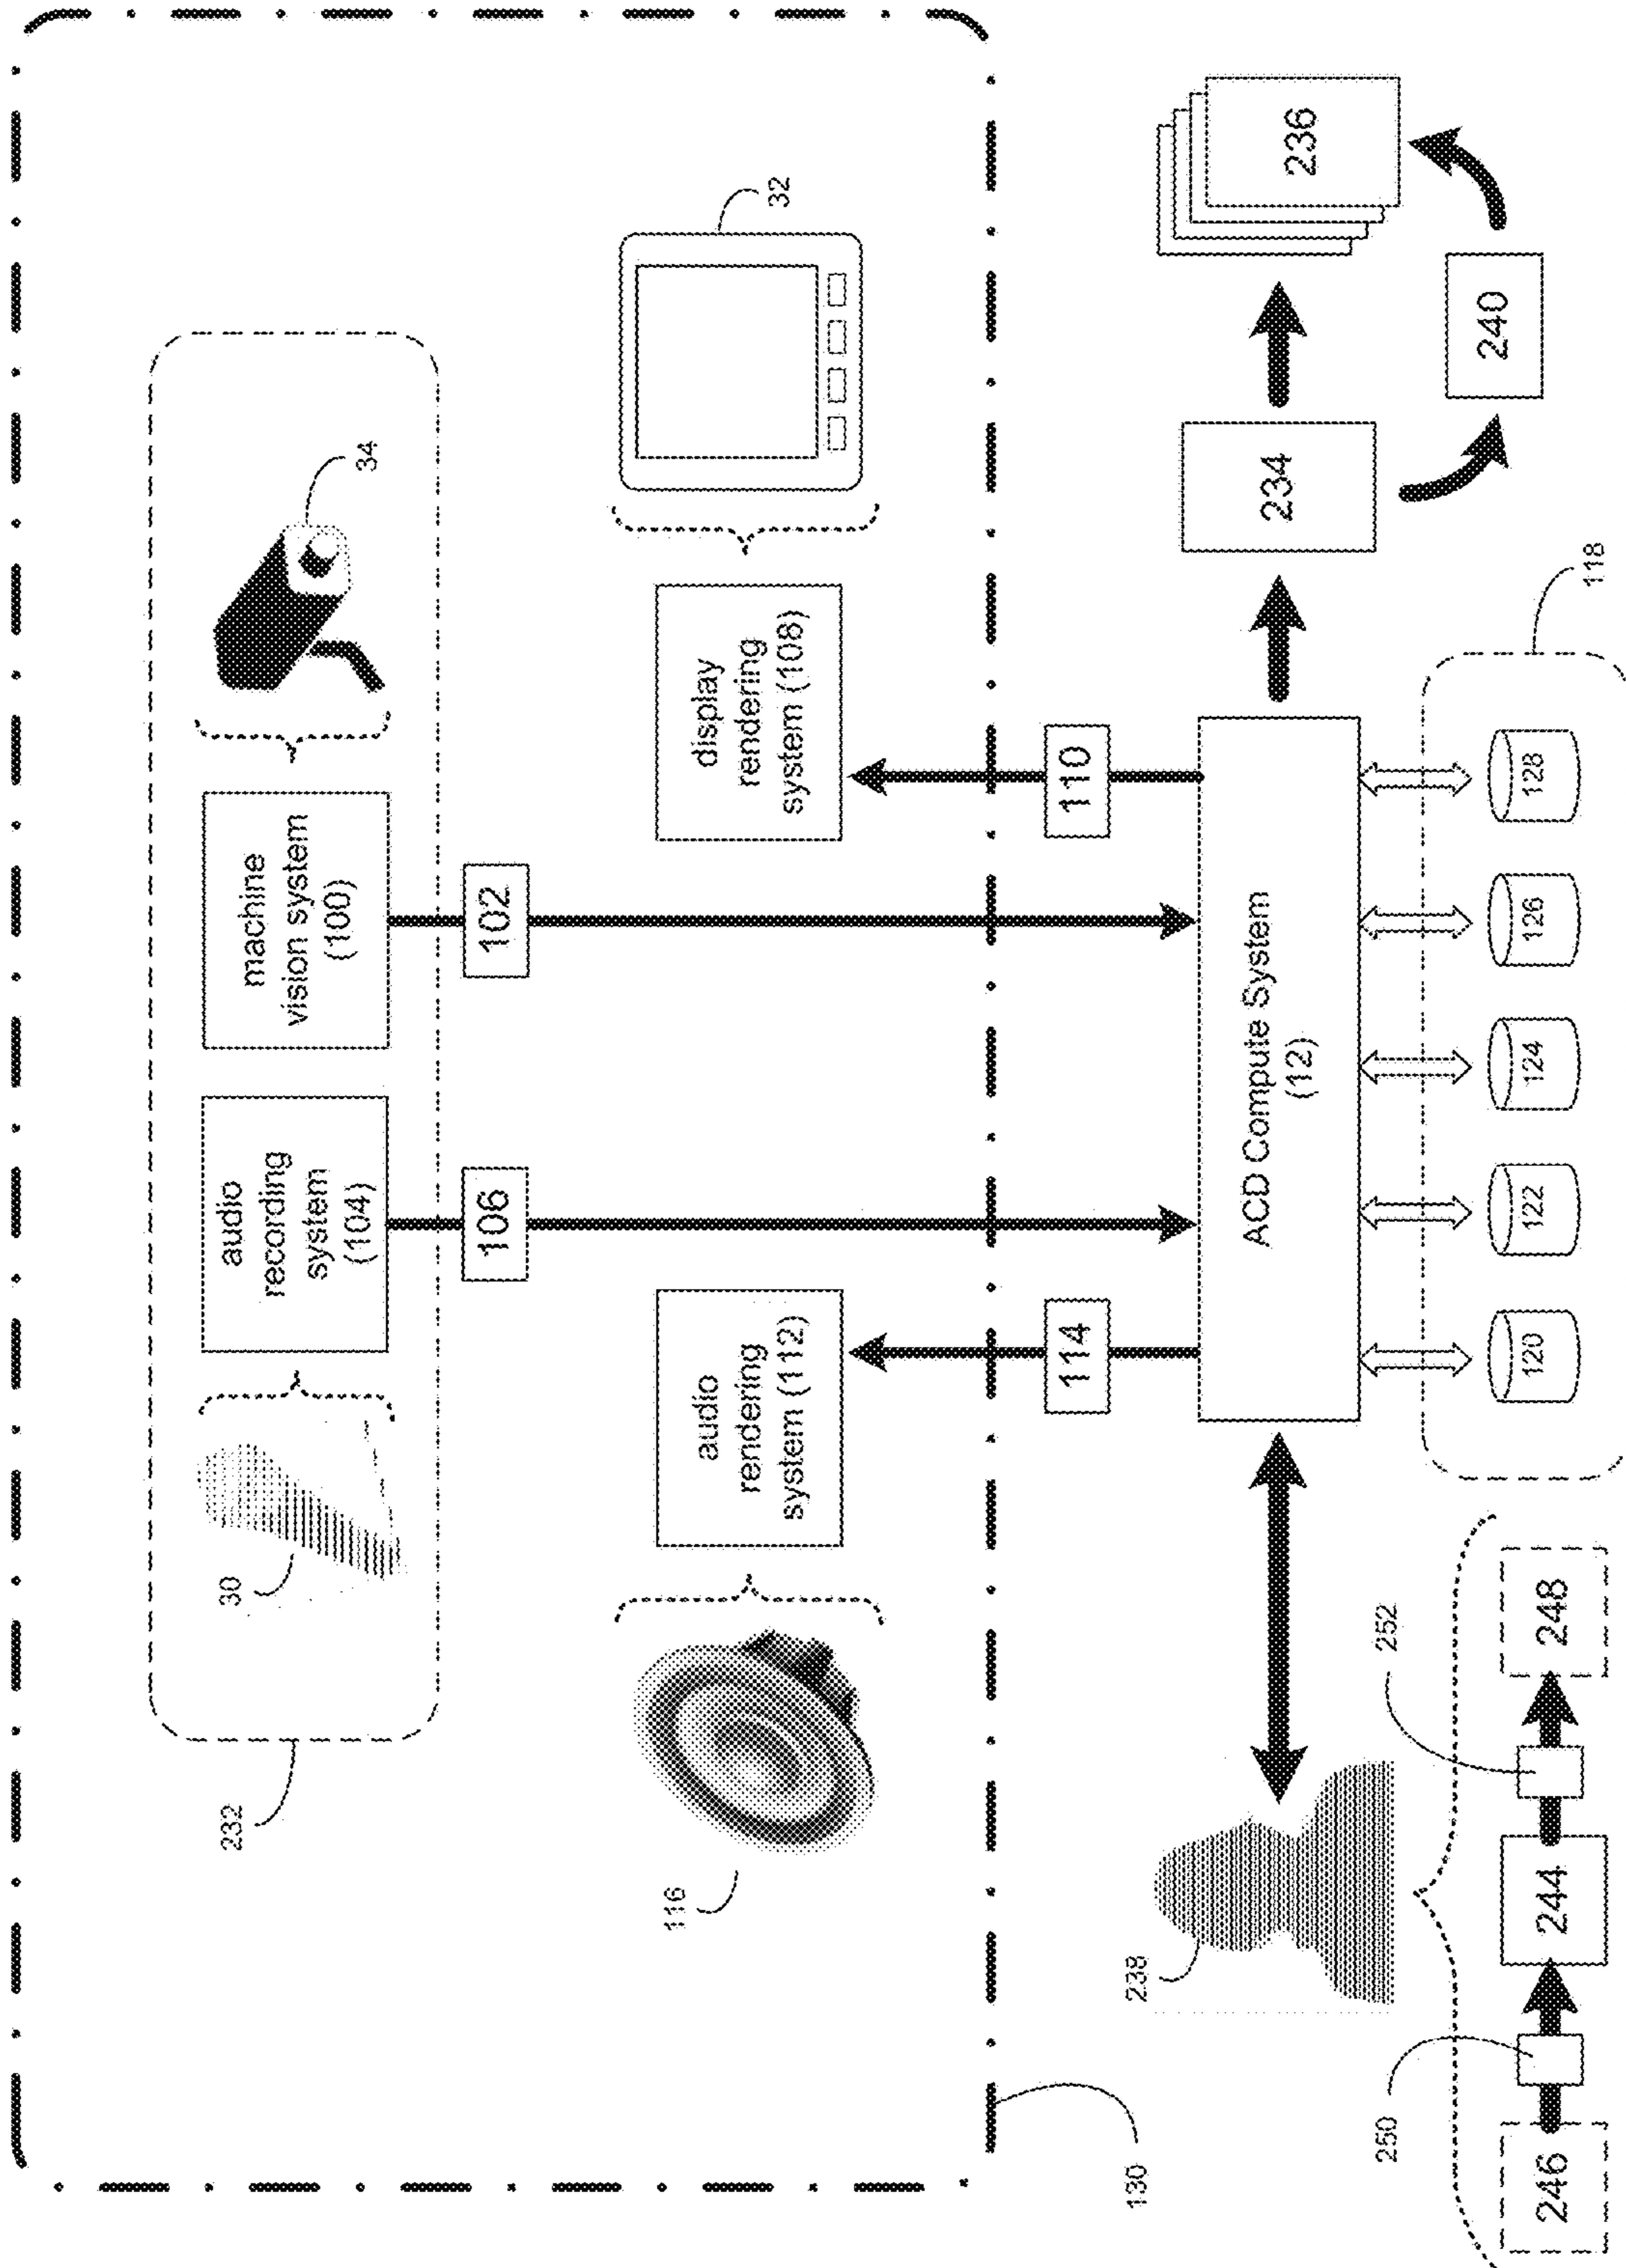 232
30
audio
recording
system
(104)
machine
vision system
(100)
34
106
102
116
audio
rendering
system (112)
display
rendering
system (108)
32
114
110
130
238
ACD Compute System
(12)
234
236
250
252
240
118
246
244
248
120
122
124
126
128